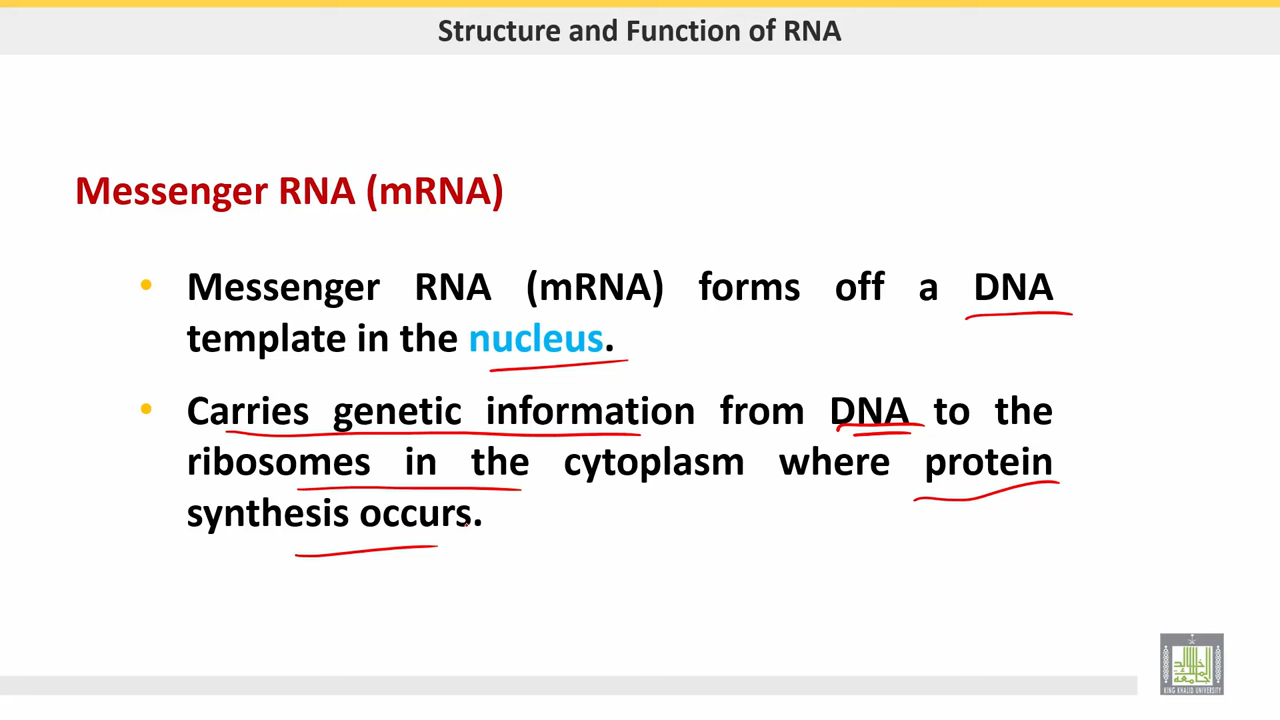 Structure and Function of RNA
Messenger RNA (mRNA)
• Messenger RNA (mRNA) forms off a DNA
template in the nucleus.
• Carries genetic information from DNA to the
ribosomes in the cytoplasm where protein
synthesis occurs.
KING KHALID UNIVERSITY